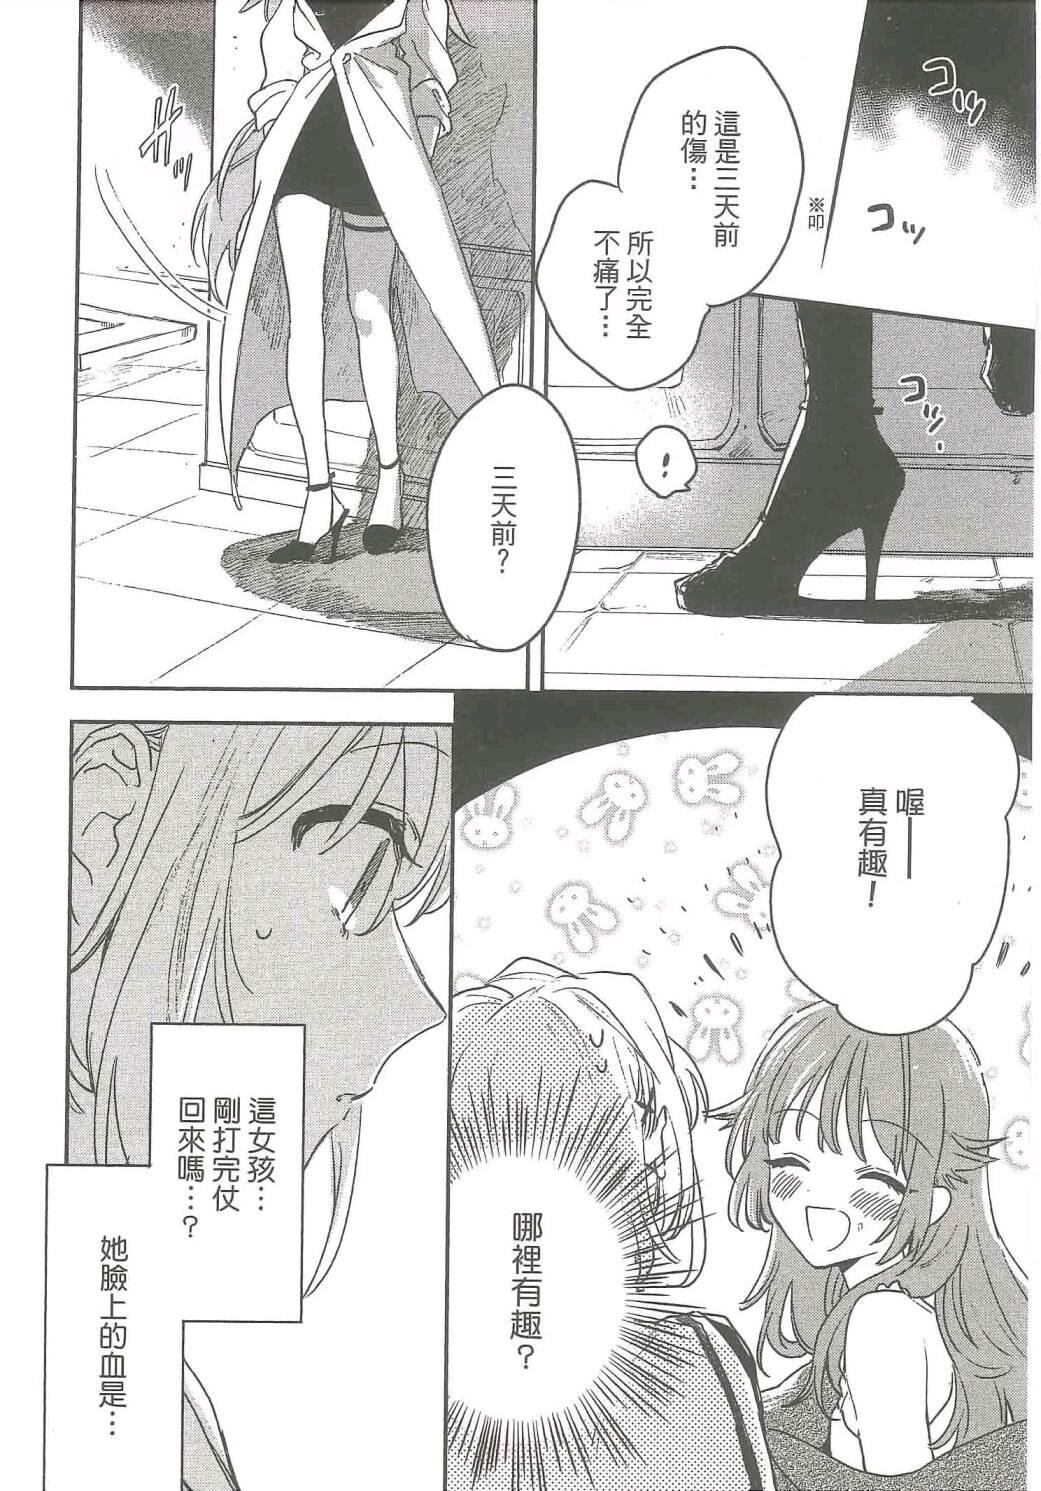 コッ
コッ
※叩
這是三天前
的傷…
所以完全
不痛了…
コッ
！
ザッ
三天前？
喔——
真有趣！
哪裡有趣？
這女孩…
剛打完仗
回來嗎…？
她臉上的血是…